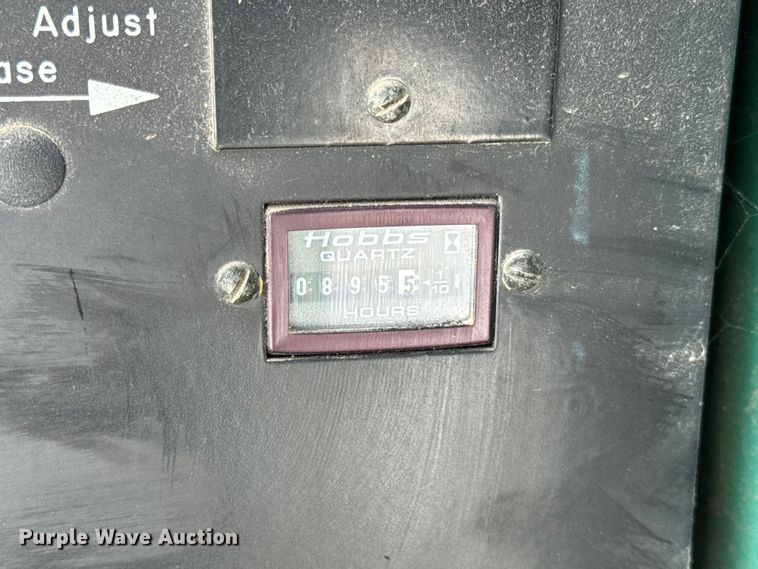 Adjust
ase
Hobbs
QUARTZ
0 8 9 5 5 1/10
HOURS
Purple Wave Auction